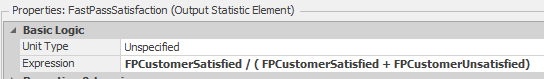 Properties: FastPassSatisfaction (Output Statistic Element)
Basic Logic
Unit Type Unspecified
Expression FPCustomerSatisfied / ( FPCustomerSatisfied + FPCustomerUnsatisfied)